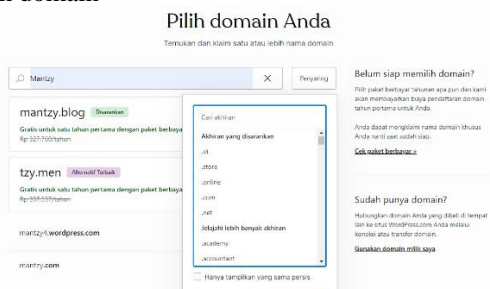 Pilih domain Anda
Temukan dan klaim satu atau lebih nama domain
Mantzy
Penyaring
mantzy.blog
Disarankan
Gratis untuk satu tahun pertama dengan paket berbaya
tzy.men
Alternatif Terbaik
Gratis untuk satu tahun pertama dengan paket berbaya
mantzy4.wordpress.com
mantzy.com
Cari akhiran
Akhiran yang disarankan
.store
.online
.com
.net
Jelajahi lebih banyak akhiran
.academy
.accountant
Hanya tampilkan yang sama persis
Belum siap memilih domain?
Pilih paket berbayar tahunan apa pun dan kami
akan membayarkan biaya pendaftaran domain
tahun pertama untuk Anda.
Anda dapat mengklaim nama domain khusus
Anda nanti saat sudah siap.
Cek paket berbayar »
Sudah punya domain?
Hubungkan domain Anda yang dibeli di tempat
lain ke situs WordPress.com Anda melalui
koneksi atau transfer domain.
Gunakan domain milik saya